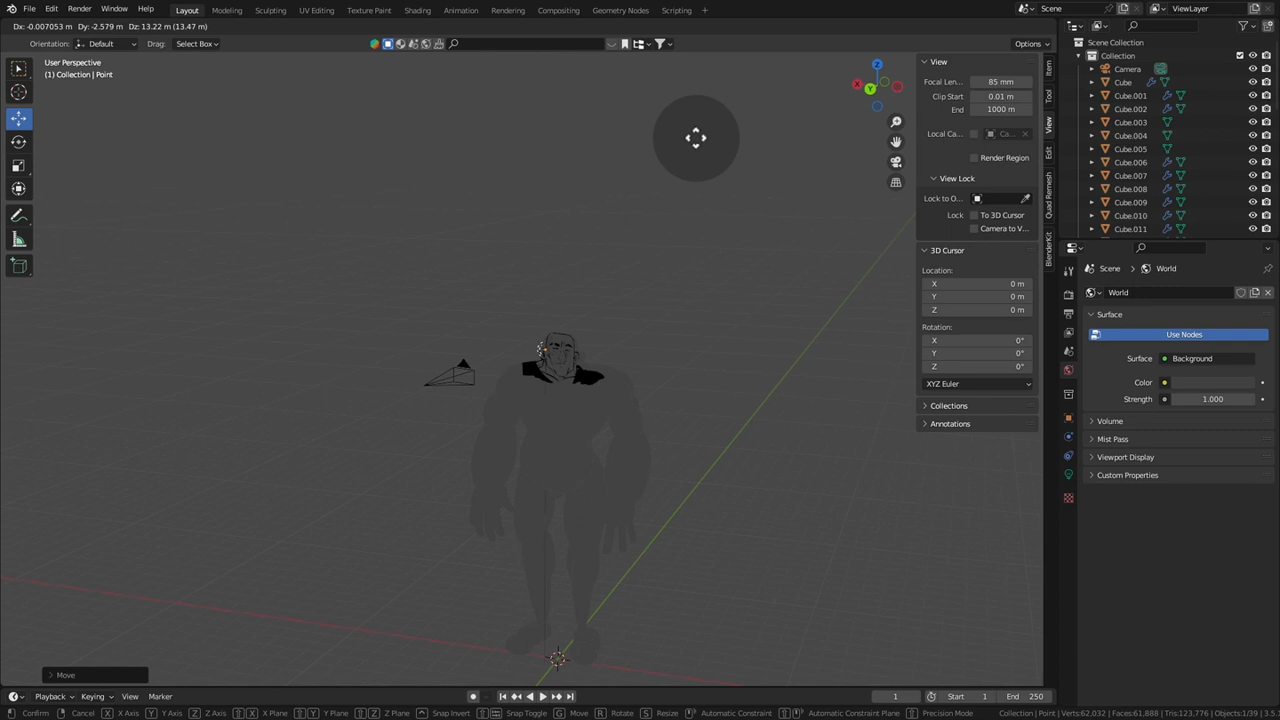 File Edit Render Window Help Layout Modeling Sculpting UV Editing Texture Paint Shading Animation Rendering Compositing Geometry Nodes Scripting + Scene ViewLayer
Dx: -0.007053 m Dy: -2.579 m Dz: 13.22 m (13.47 m)
Orientation: Default Drag: Select Box Options
User Perspective
(1) Collection | Point
Z
X
Y
View
Focal Len... 85 mm
Clip Start 0.01 m
End 1000 m
Local Ca... Ca...
Render Region
View Lock
Lock to O...
Lock To 3D Cursor
Camera to V...
3D Cursor
Location:
X 0 m
Y 0 m
Z 0 m
Rotation:
X 0°
Y 0°
Z 0°
XYZ Euler
Collections
Annotations
Item
Tool
View
Edit
Quad Remesh
BlenderKit
Scene Collection
Collection
Camera
Cube
Cube.001
Cube.002
Cube.003
Cube.004
Cube.005
Cube.006
Cube.007
Cube.008
Cube.009
Cube.010
Cube.011
Scene World
World
Surface
Use Nodes
Surface Background
Color
Strength 1.000
Volume
Mist Pass
Viewport Display
Custom Properties
Move
Playback Keying View Marker 1 Start 1 End 250
Confirm Cancel X X Axis Y Y Axis Z Z Axis X X Plane Y Y Plane Z Z Plane Snap Invert Snap Toggle G Move R Rotate S Resize Automatic Constraint Automatic Constraint Plane Precision Mode Collection | Point Verts:62,032 Faces:61,888 Tris:123,776 Objects:1/39